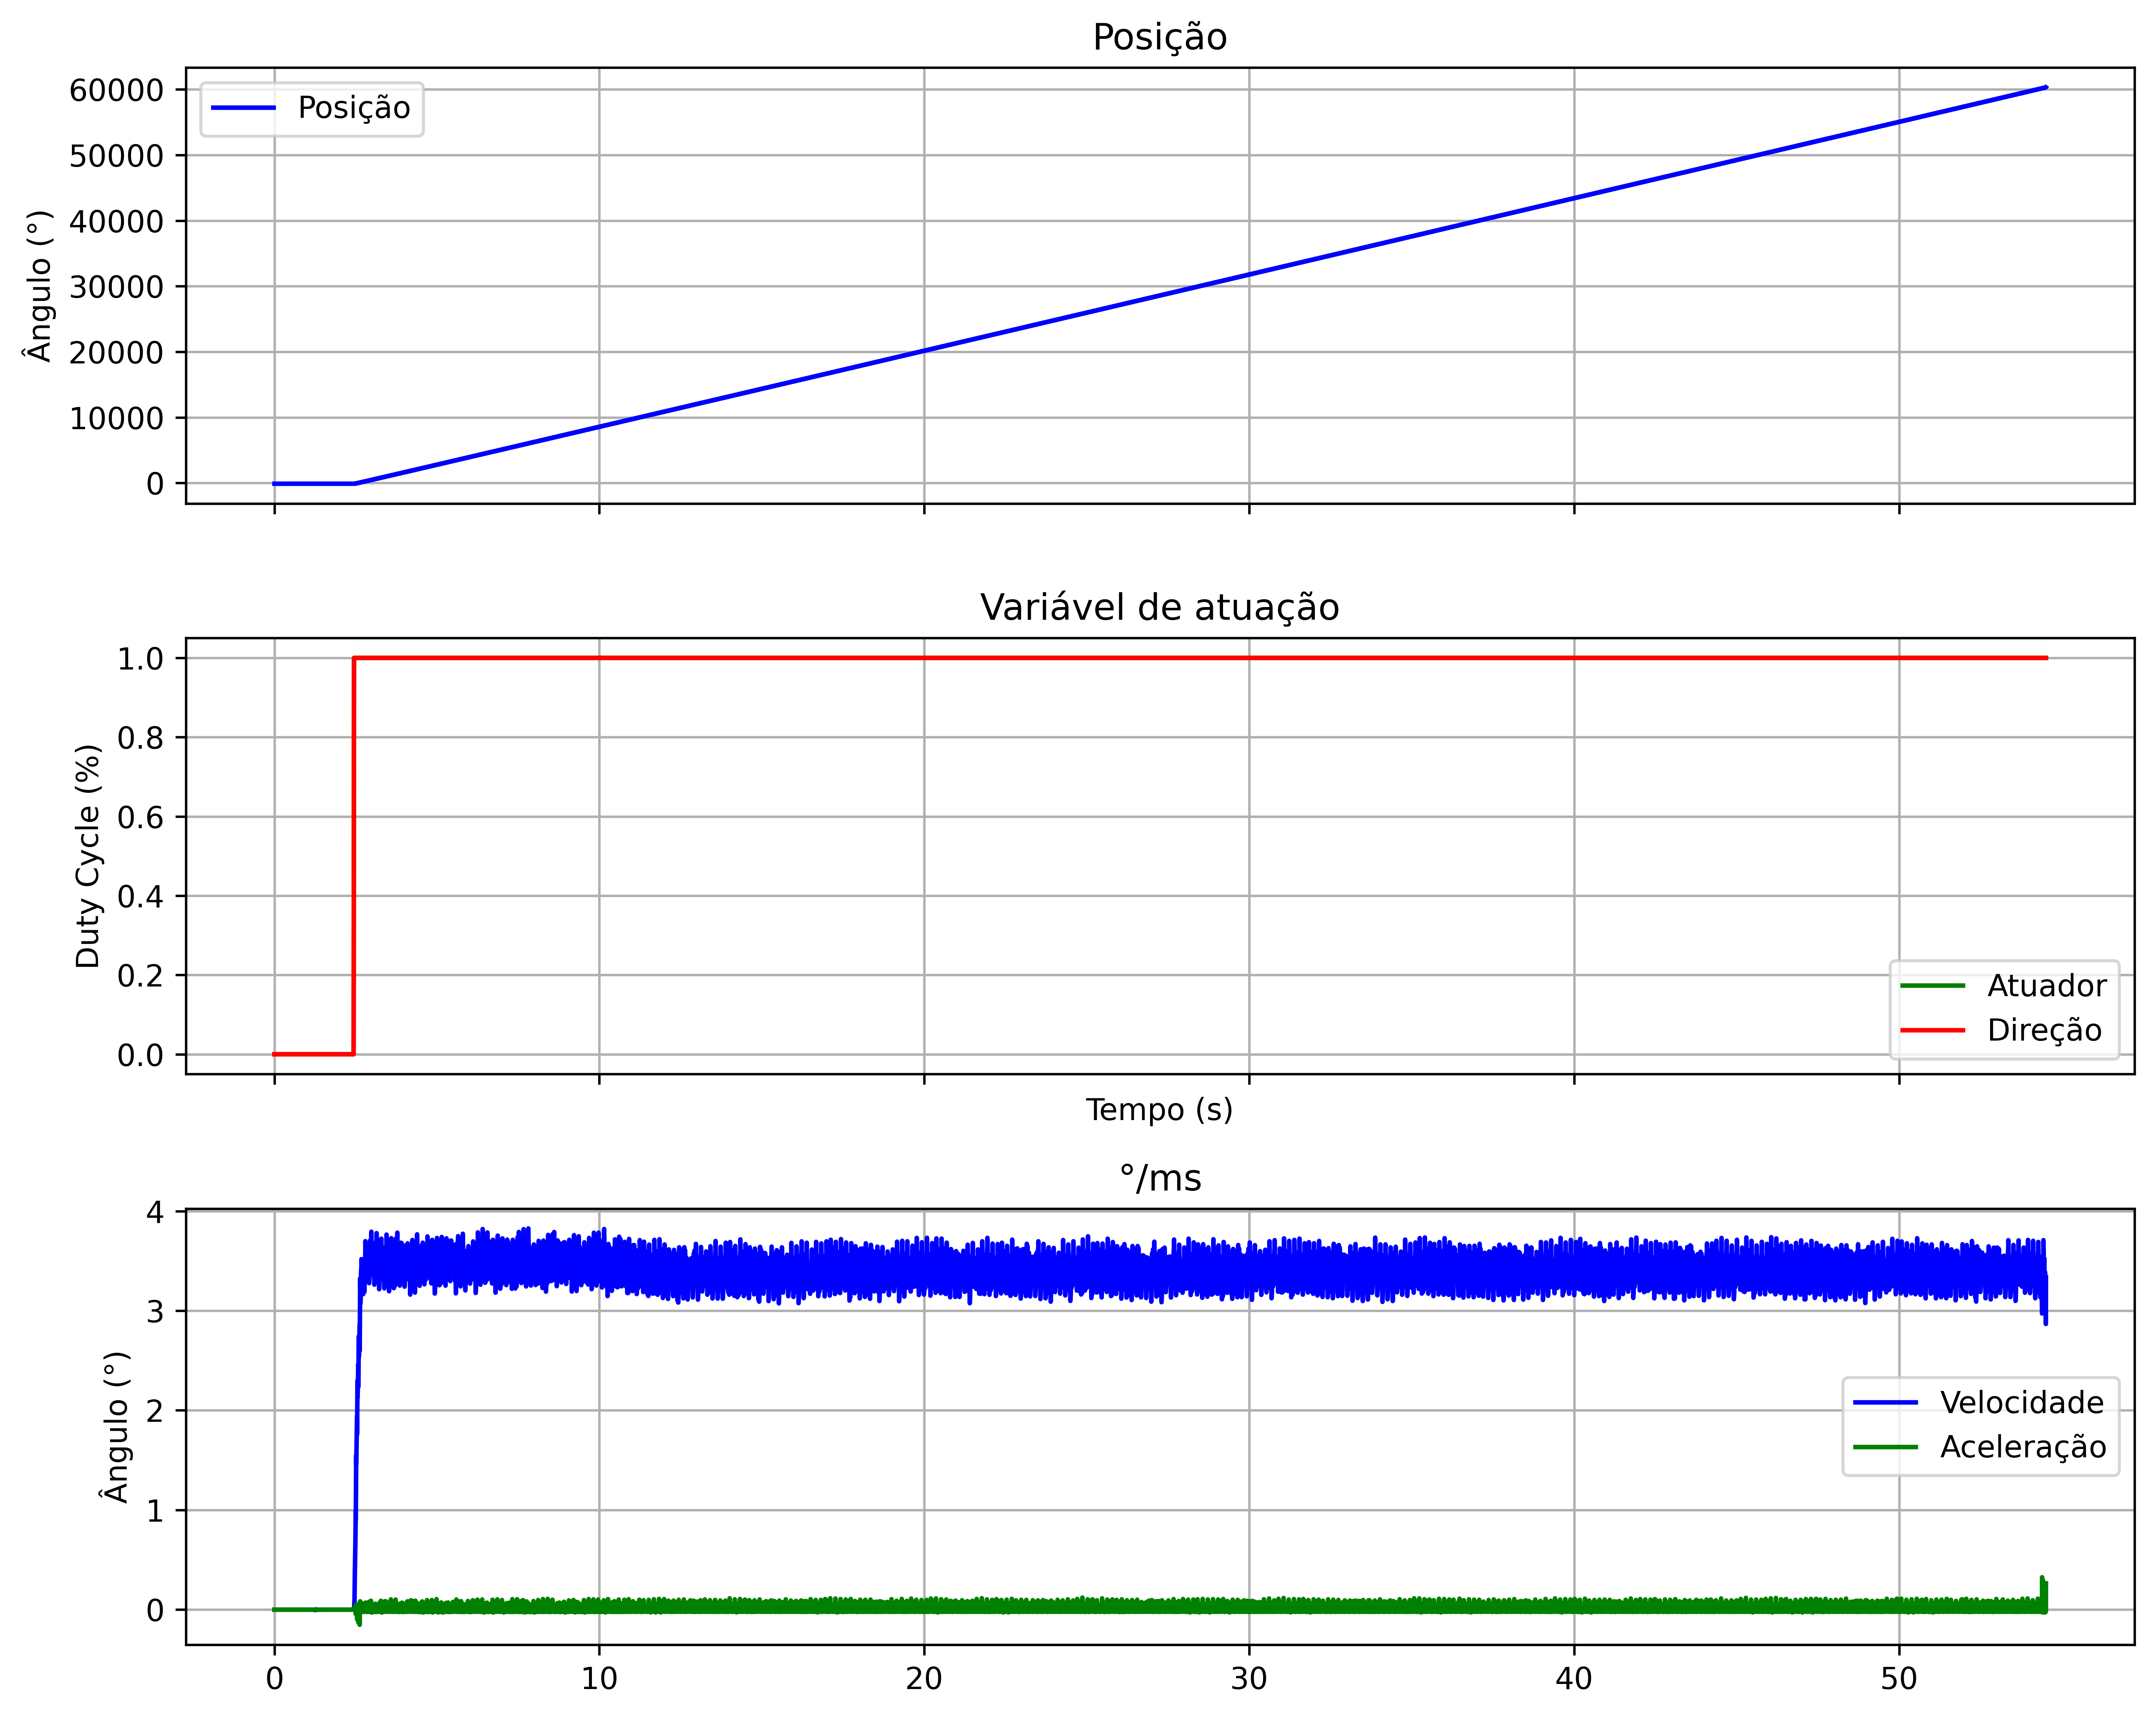 Posição
Posição
60000
50000
40000
30000
20000
10000
0
Ângulo (°)
Variável de atuação
1.0
0.8
0.6
0.4
0.2
0.0
Duty Cycle (%)
Atuador
Direção
Tempo (s)
°/ms
4
3
2
1
0
Ângulo (°)
Velocidade
Aceleração
0 10 20 30 40 50